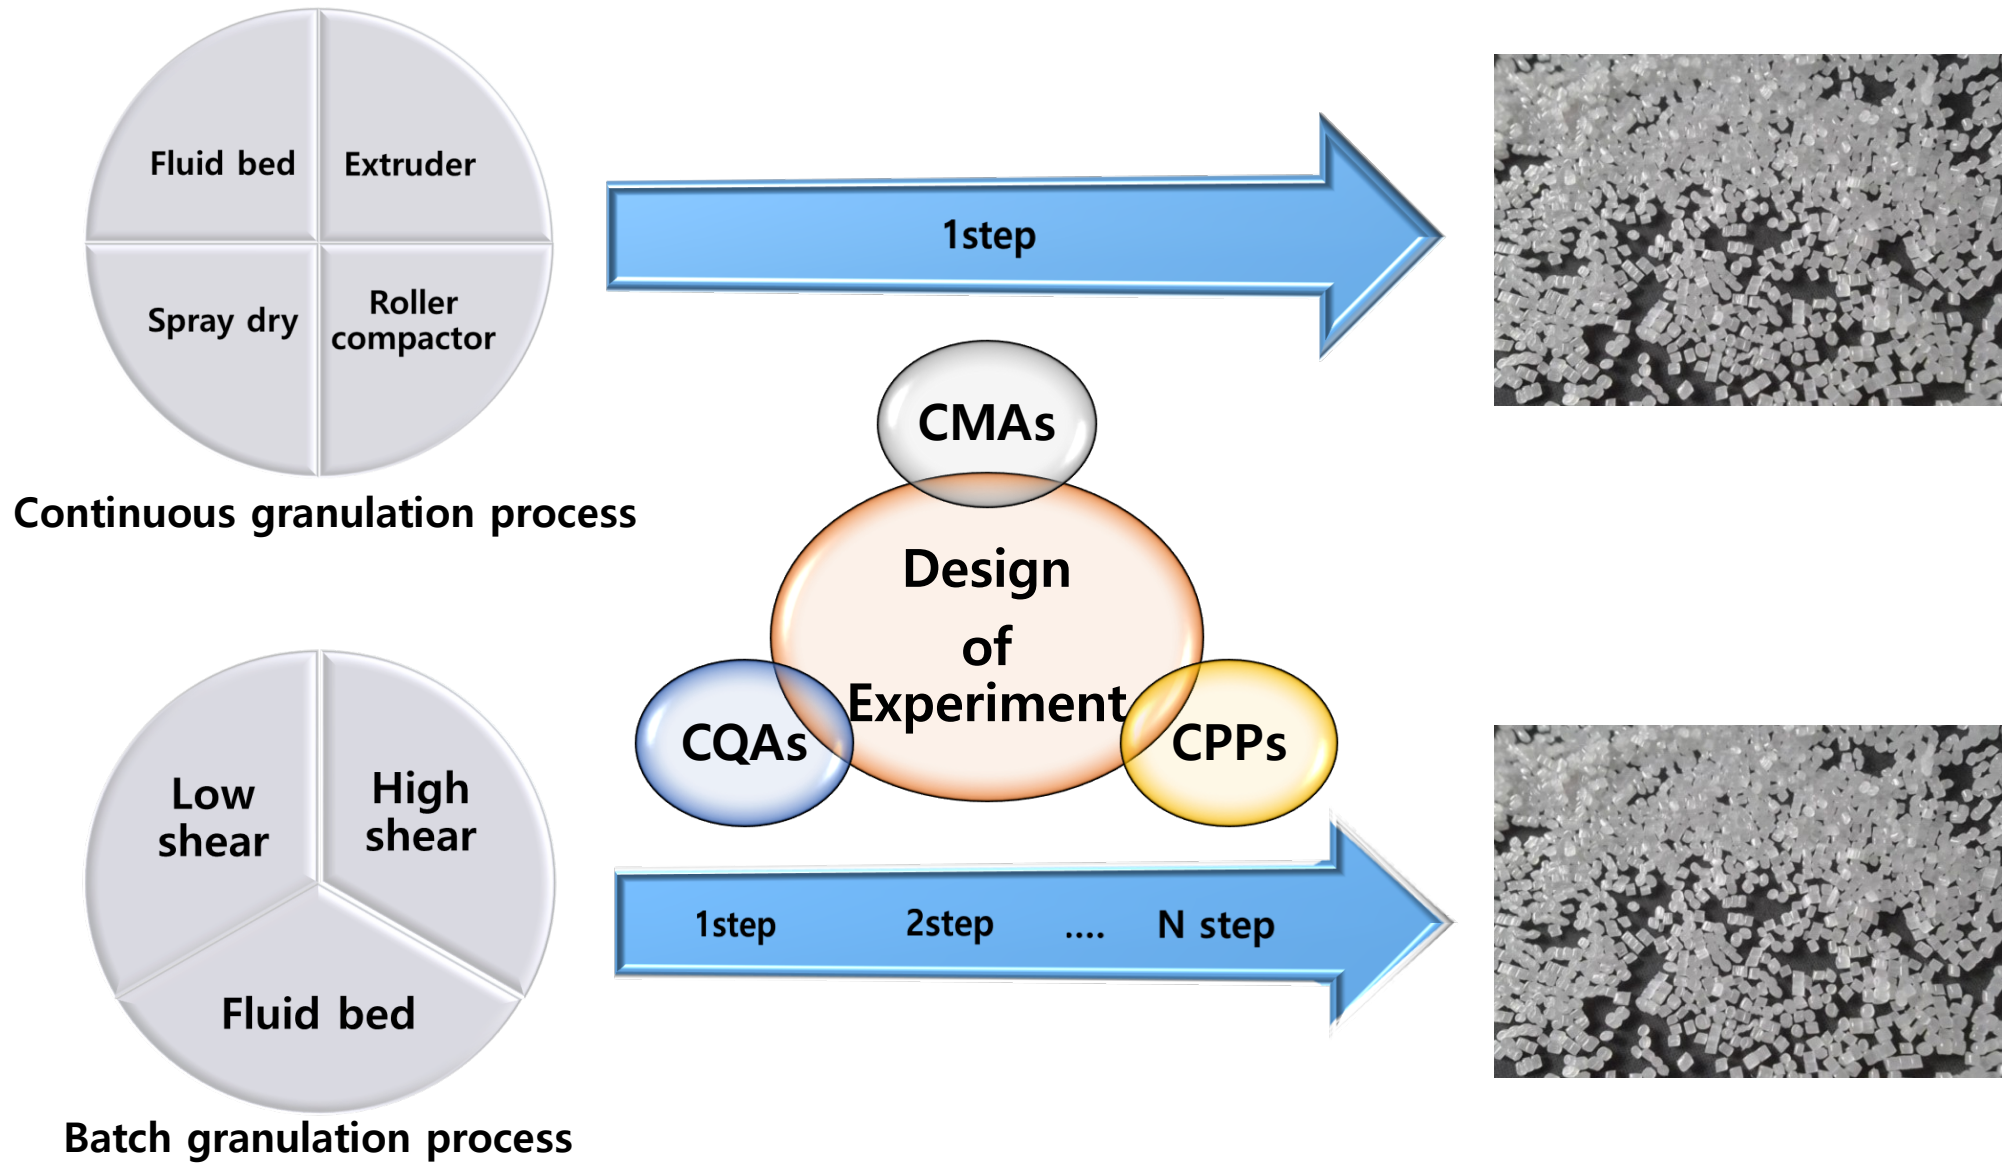 Fluid bed
Extruder
Spray dry
Roller
compactor
Continuous granulation process
1step
CMAs
Design
of
Experiment
CQAs
CPPs
Low
shear
High
shear
Fluid bed
Batch granulation process
1step
2step
....
N step